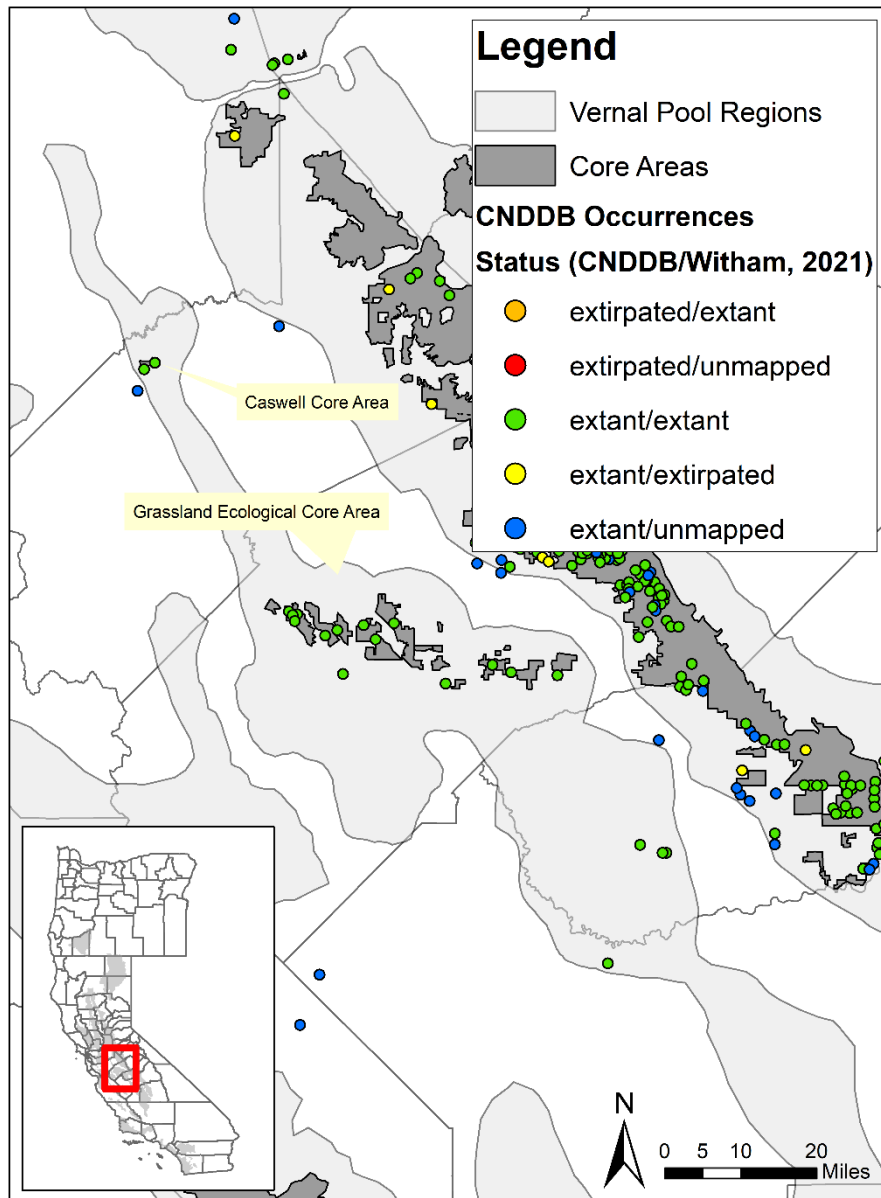 Legend
Vernal Pool Regions
Core Areas
CNDDB Occurrences
Status (CNDDB/Witham, 2021)
extirpated/extant
extirpated/unmapped
extant/extant
extant/extirpated
extant/unmapped
Caswell Core Area
Grassland Ecological Core Area
N
0 5 10 20
Miles